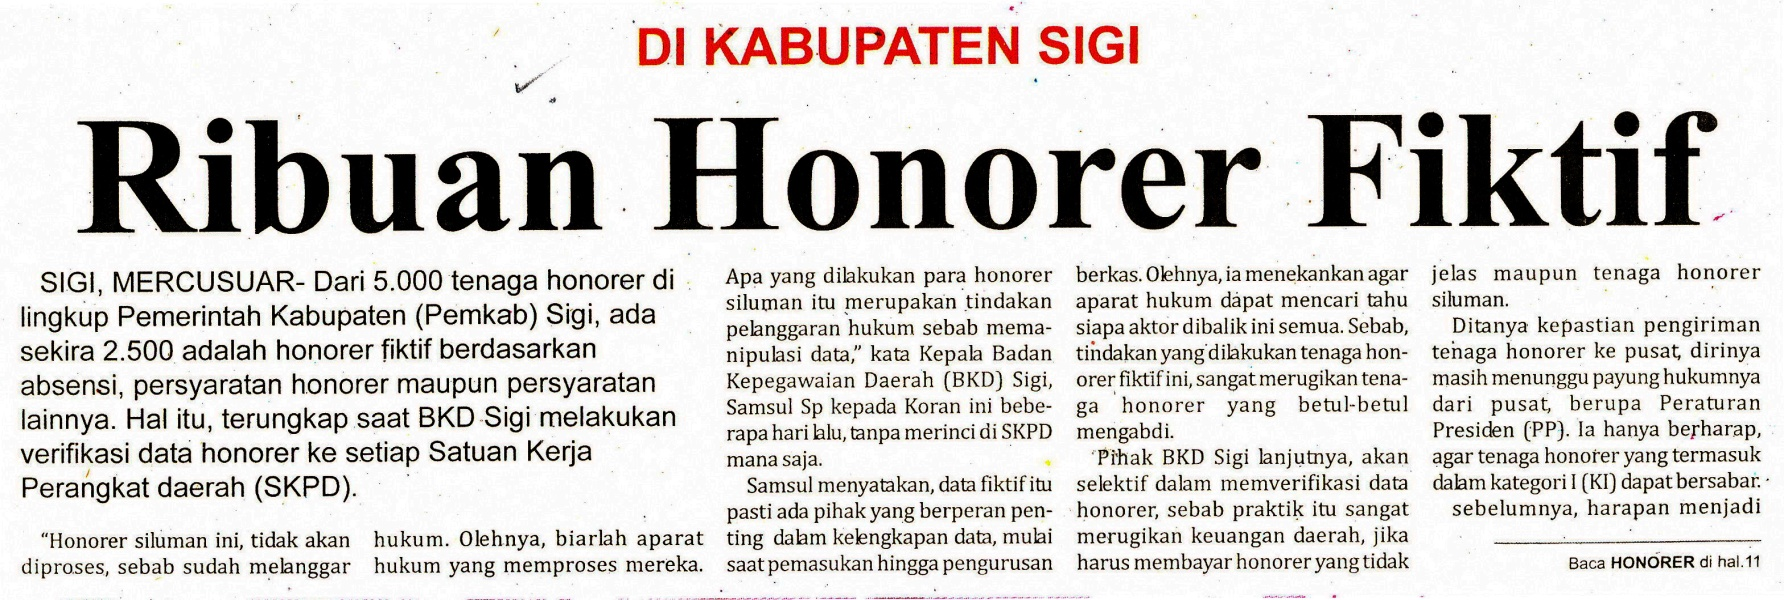 DI KABUPATEN SIGI
Ribuan Honorer Fiktif
SIGI, MERCUSUAR- Dari 5.000 tenaga honorer di
lingkup Pemerintah Kabupaten (Pemkab) Sigi, ada
sekira 2.500 adalah honorer fiktif berdasarkan
absensi, persyaratan honorer maupun persyaratan
lainnya. Hal itu, terungkap saat BKD Sigi melakukan
verifikasi data honorer ke setiap Satuan Kerja
Perangkat daerah (SKPD).
“Honorer siluman ini, tidak akan
diproses, sebab sudah melanggar
hukum. Olehnya, biarlah aparat
hukum yang memproses mereka.
Apa yang dilakukan para honorer
siluman itu merupakan tindakan
pelanggaran hukum sebab mema-
nipulasi data,” kata Kepala Badan
Kepegawaian Daerah (BKD) Sigi,
Samsul Sp kepada Koran ini bebe-
rapa hari lalu, tanpa merinci di SKPD
mana saja.
Samsul menyatakan, data fiktif itu
pasti ada pihak yang berperan pen-
ting dalam kelengkapan data, mulai
saat pemasukan hingga pengurusan
berkas. Olehnya, ia menekankan agar
aparat hukum dapat mencari tahu
siapa aktor dibalik ini semua. Sebab,
tindakan yang dilakukan tenaga hon-
orer fiktif ini, sangat merugikan tena-
ga honorer yang betul-betul
mengabdi.
Pihak BKD Sigi lanjutnya, akan
selektif dalam memverifikasi data
honorer, sebab praktik itu sangat
merugikan keuangan daerah, jika
harus membayar honorer yang tidak
jelas maupun tenaga honorer
siluman.
Ditanya kepastian pengiriman
tenaga honorer ke pusat, dirinya
masih menunggu payung hukumnya
dari pusat, berupa Peraturan
Presiden (PP). Ia hanya berharap,
agar tenaga honorer yang termasuk
dalam kategori I (KI) dapat bersabar.
sebelumnya, harapan menjadi
Baca HONORER di hal.11